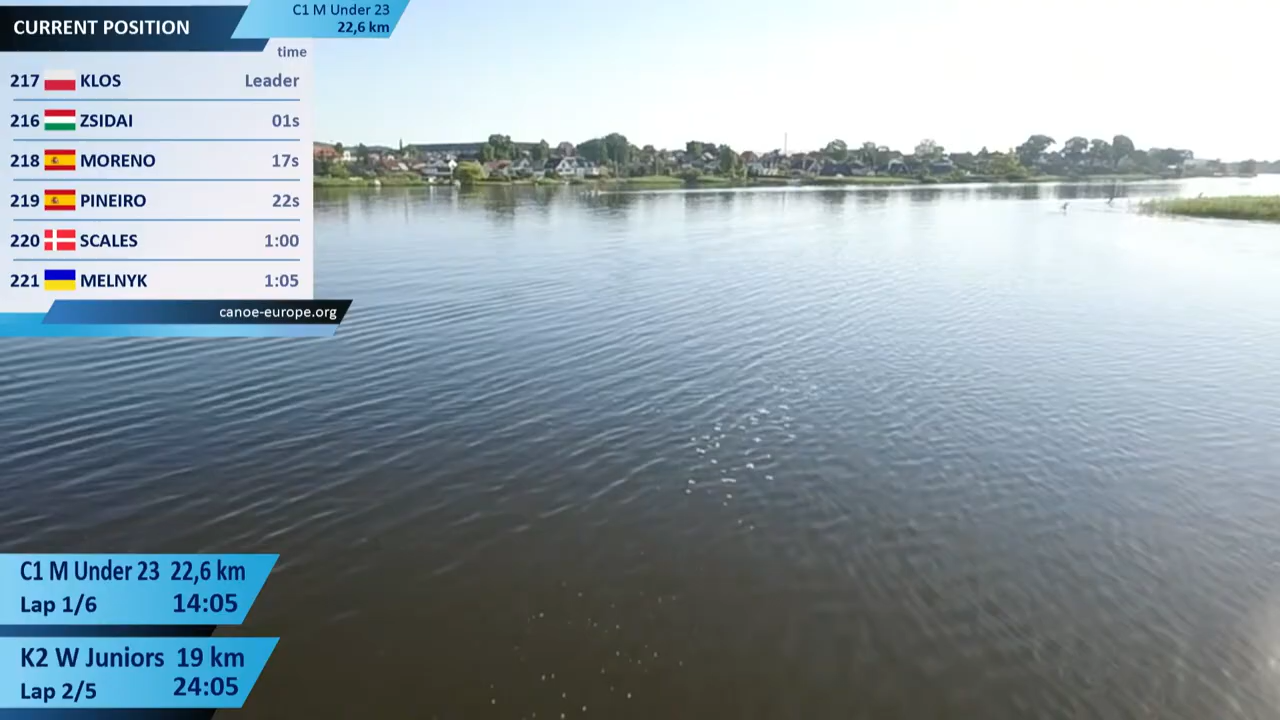 CURRENT POSITION
C1 M Under 23
22,6 km
time
217 KLOS Leader
216 ZSIDAI 01s
218 MORENO 17s
219 PINEIRO 22s
220 SCALES 1:00
221 MELNYK 1:05
canoe-europe.org
C1 M Under 23 22,6 km
Lap 1/6 14:05
K2 W Juniors 19 km
Lap 2/5 24:05